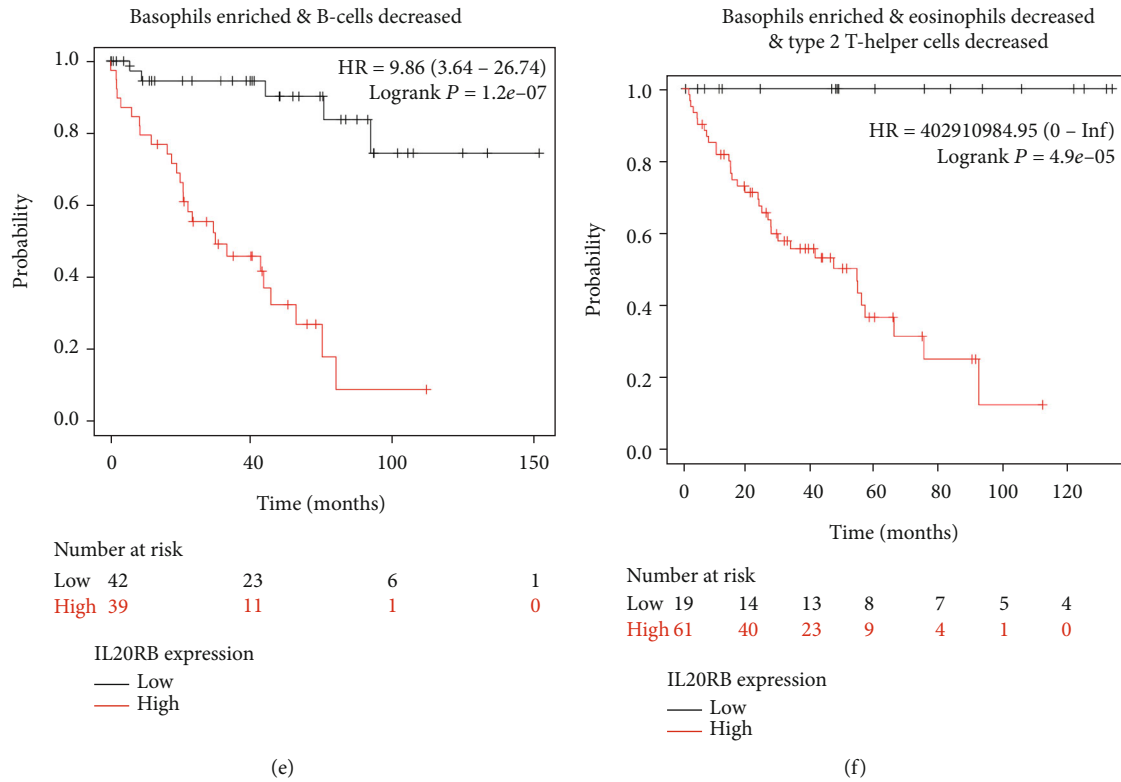 Basophils enriched & B-cells decreased
1.0
0.8
0.6
0.4
0.2
0.0
Probability
HR = 9.86 (3.64 – 26.74)
Logrank P = 1.2e–07
0 40 100 150
Time (months)
Number at risk
Low 42 23 6 1
High 39 11 1 0
IL20RB expression
Low
High
(e)
Basophils enriched & eosinophils decreased
& type 2 T-helper cells decreased
1.0
0.8
0.6
0.4
0.2
0.0
Probability
HR = 402910984.95 (0 – Inf)
Logrank P = 4.9e–05
0 20 40 60 80 100 120
Time (months)
Number at risk
Low 19 14 13 8 7 5 4
High 61 40 23 9 4 1 0
IL20RB expression
Low
High
(f)